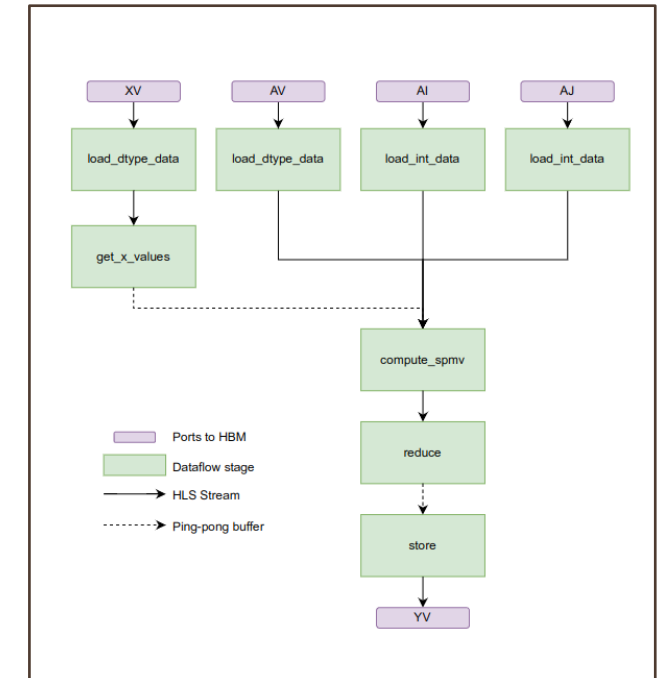 XV
AV
AI
AJ
load_dtype_data
load_dtype_data
load_int_data
load_int_data
get_x_values
compute_spmv
reduce
store
YV
Ports to HBM
Dataflow stage
HLS Stream
Ping-pong buffer